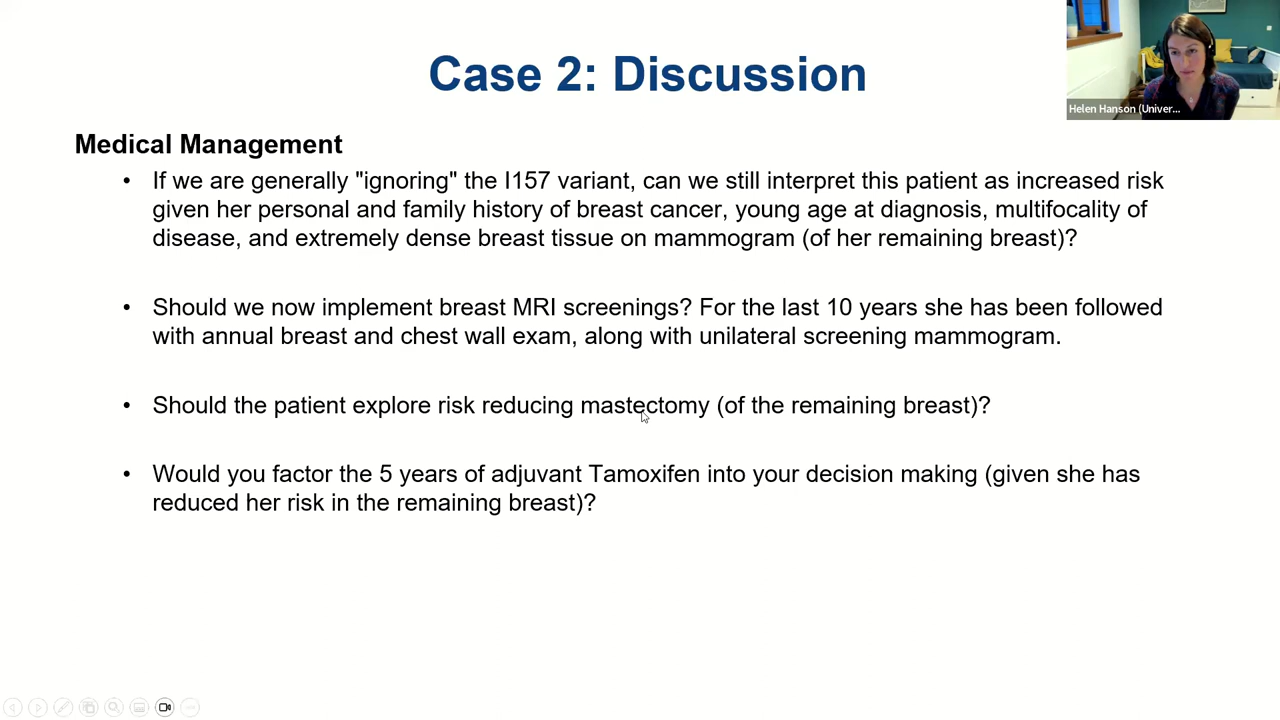 Case 2: Discussion
Helen Hanson (Univer...
Medical Management
• If we are generally "ignoring" the I157 variant, can we still interpret this patient as increased risk
given her personal and family history of breast cancer, young age at diagnosis, multifocality of
disease, and extremely dense breast tissue on mammogram (of her remaining breast)?
• Should we now implement breast MRI screenings? For the last 10 years she has been followed
with annual breast and chest wall exam, along with unilateral screening mammogram.
• Should the patient explore risk reducing mastectomy (of the remaining breast)?
• Would you factor the 5 years of adjuvant Tamoxifen into your decision making (given she has
reduced her risk in the remaining breast)?